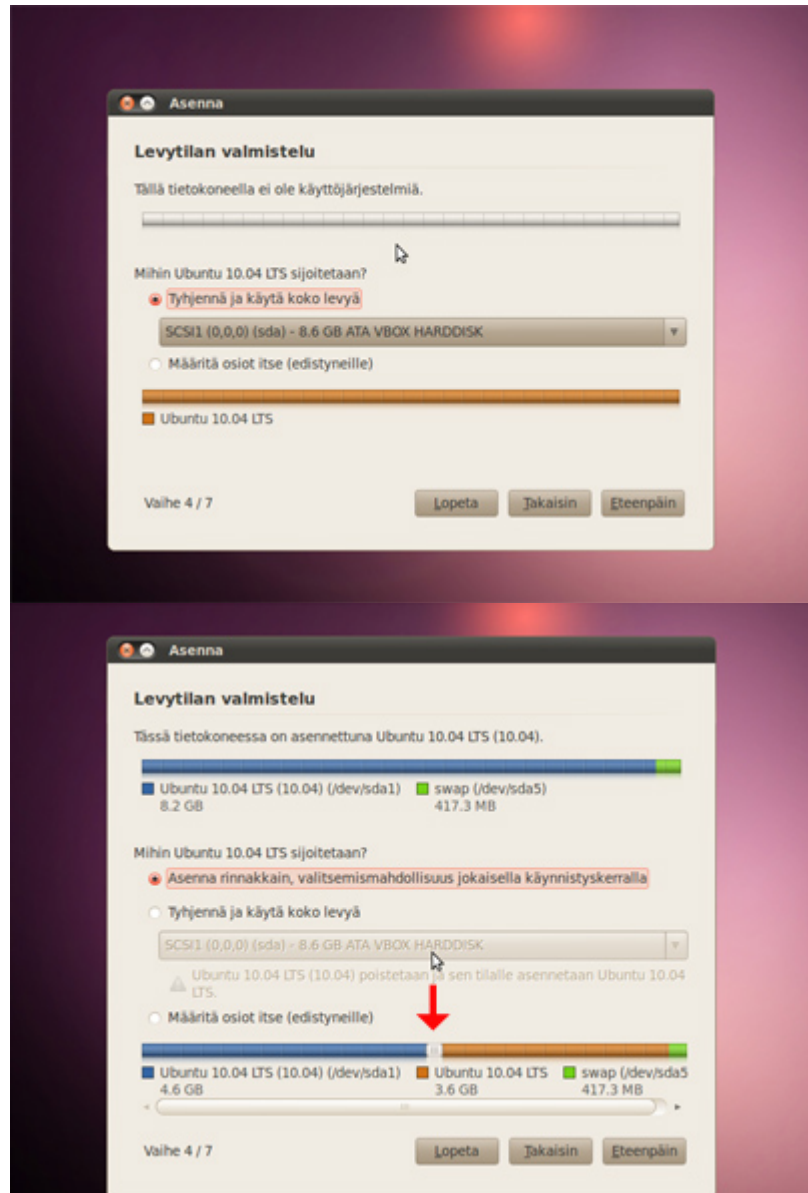 Asenna
Levytilan valmistelu
Tällä tietokoneella ei ole käyttöjärjestelmiä.
Mihin Ubuntu 10.04 LTS sijoitetaan?
Tyhjennä ja käytä koko levyä
SCSI1 (0,0,0) (sda) - 8.6 GB ATA VBOX HARDDISK
Määritä osiot itse (edistyneille)
Ubuntu 10.04 LTS
Vaihe 4 / 7 Lopeta Takaisin Eteenpäin
Asenna
Levytilan valmistelu
Tässä tietokoneessa on asennettuna Ubuntu 10.04 LTS (10.04).
Ubuntu 10.04 LTS (10.04) (/dev/sda1) swap (/dev/sda5)
8.2 GB 417.3 MB
Mihin Ubuntu 10.04 LTS sijoitetaan?
Asenna rinnakkain, valitsemismahdollisuus jokaisella käynnistyskerralla
Tyhjennä ja käytä koko levyä
SCSI1 (0,0,0) (sda) - 8.6 GB ATA VBOX HARDDISK
Ubuntu 10.04 LTS (10.04) poistetaan ja sen tilalle asennetaan Ubuntu 10.04
LTS.
Määritä osiot itse (edistyneille)
Ubuntu 10.04 LTS (10.04) (/dev/sda1) Ubuntu 10.04 LTS swap (/dev/sda5
4.6 GB 3.6 GB 417.3 MB
Vaihe 4 / 7 Lopeta Takaisin Eteenpäin